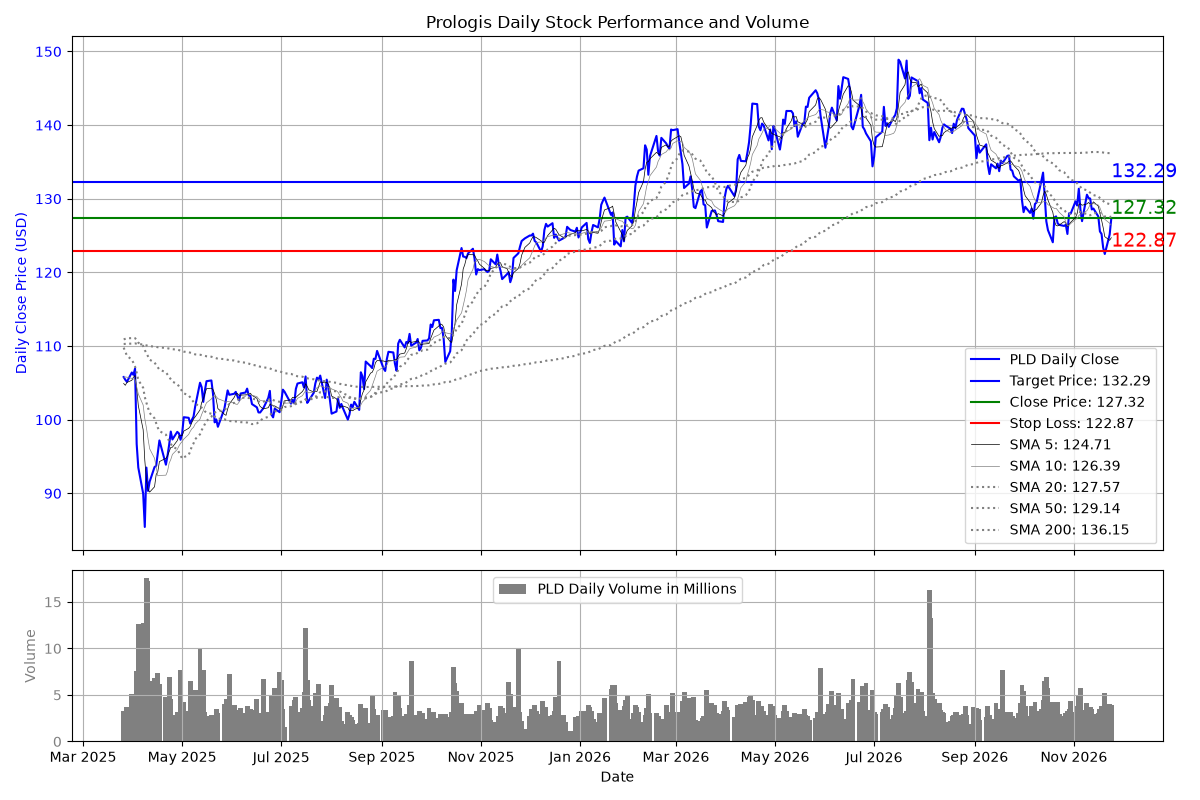 Prologis Daily Stock Performance and Volume
150
140
130
120
110
100
90
Daily Close Price (USD)
132.29
127.32
122.87
PLD Daily Close
Target Price: 132.29
Close Price: 127.32
Stop Loss: 122.87
SMA 5: 124.71
SMA 10: 126.39
SMA 20: 127.57
SMA 50: 129.14
SMA 200: 136.15
PLD Daily Volume in Millions
15
10
5
0
Volume
Mar 2025 May 2025 Jul 2025 Sep 2025 Nov 2025 Jan 2026 Mar 2026 May 2026 Jul 2026 Sep 2026 Nov 2026
Date